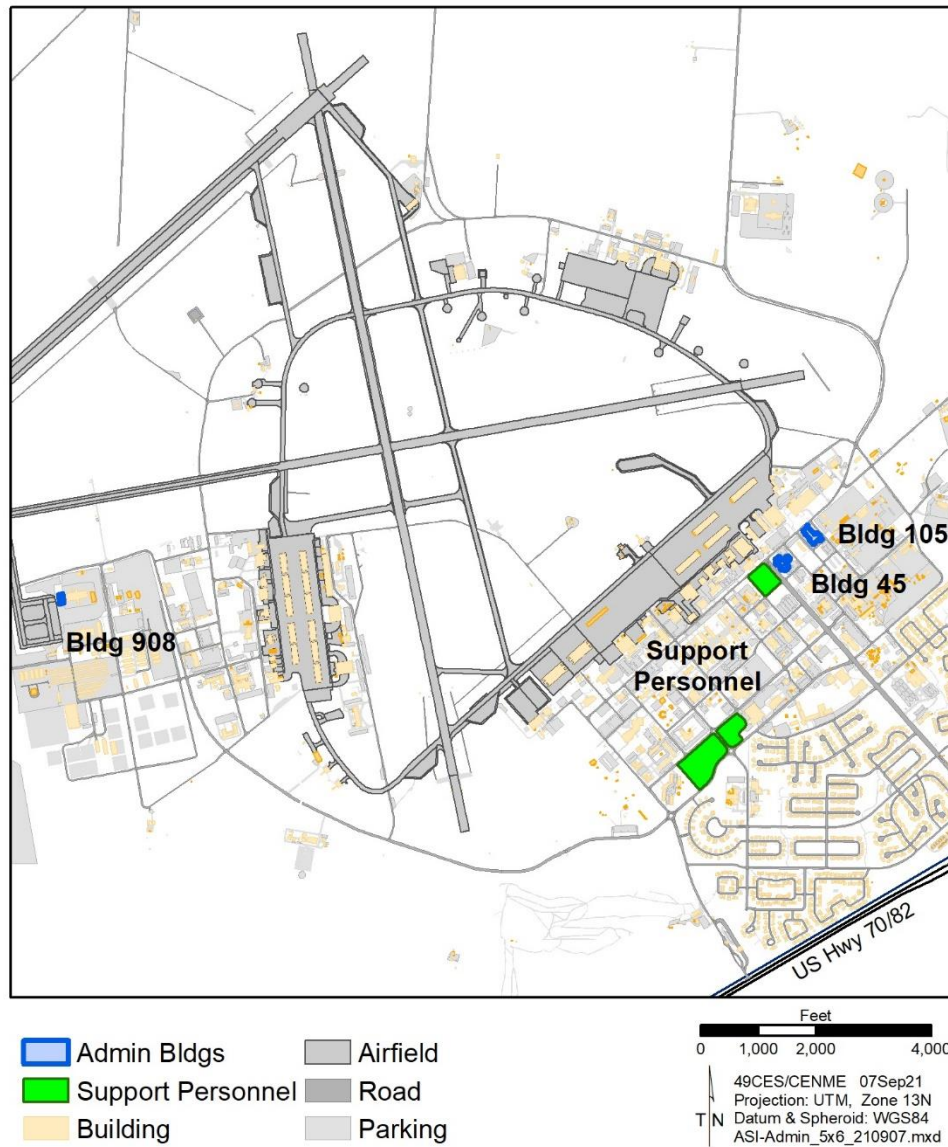 Bldg 105
Bldg 45
Bldg 908
Support
Personnel
US Hwy 70/82
Admin Bldgs
Support Personnel
Building
Airfield
Road
Parking
Feet
0 1,000 2,000 4,000
T N
49CES/CENME 07Sep21
Projection: UTM, Zone 13N
Datum & Spheroid: WGS84
ASI-Admin_5x6_210907.mxd